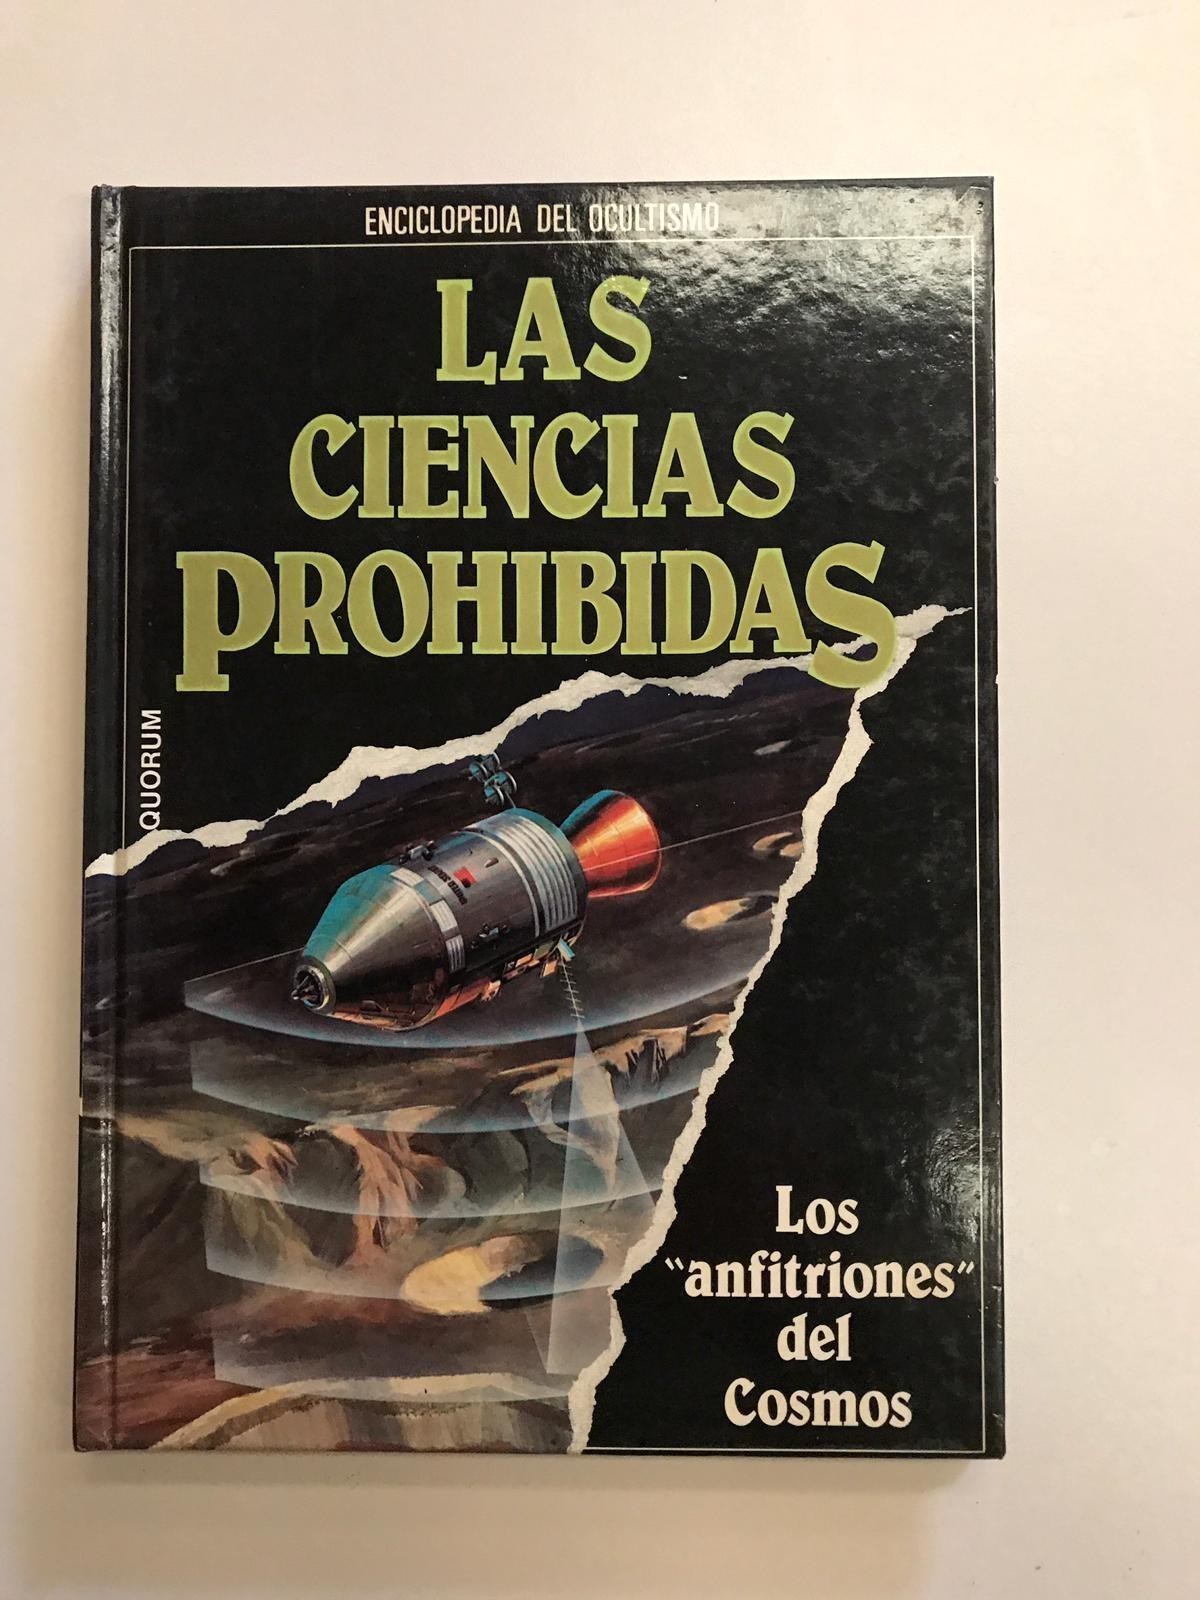 ENCICLOPEDIA DEL OCULTISMO
LAS
CIENCIAS
PROHIBIDAS
QUORUM
Los
"anfitriones"
del
Cosmos